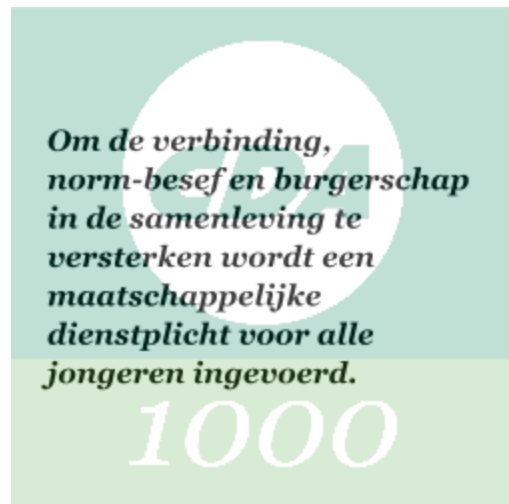 CDA
Om de verbinding,
norm-besef en burgerschap
in de samenleving te
versterken wordt een
maatschappelijke
dienstplicht voor alle
jongeren ingevoerd.
1000